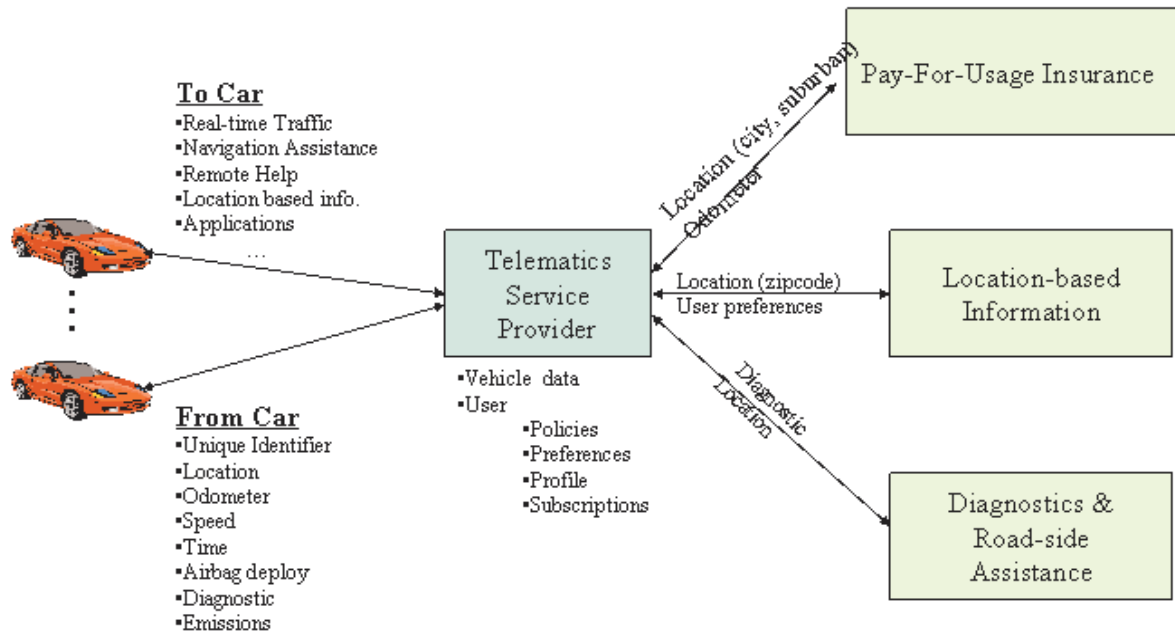 To Car
▪Real-time Traffic
▪Navigation Assistance
▪Remote Help
▪Location based info.
▪Applications
...
From Car
▪Unique Identifier
▪Location
▪Odometer
▪Speed
▪Time
▪Airbag deploy
▪Diagnostic
▪Emissions
Telematics
Service
Provider
▪Vehicle data
▪User
▪Policies
▪Preferences
▪Profile
▪Subscriptions
Location (city, suburban)
Odometer
Location (zipcode)
User preferences
Diagnostic
Location
Pay-For-Usage Insurance
Location-based
Information
Diagnostics &
Road-side
Assistance